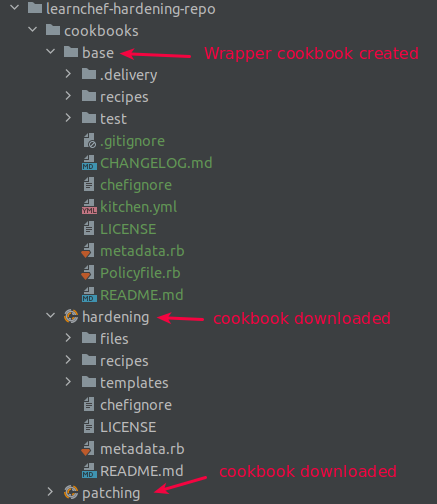 learnchef-hardening-repo
cookbooks
base Wrapper cookbook created
.delivery
recipes
test
.gitignore
CHANGELOG.md
chefignore
kitchen.yml
LICENSE
metadata.rb
Policyfile.rb
README.md
hardening cookbook downloaded
files
recipes
templates
chefignore
LICENSE
metadata.rb
README.md
cookbook downloaded
patching